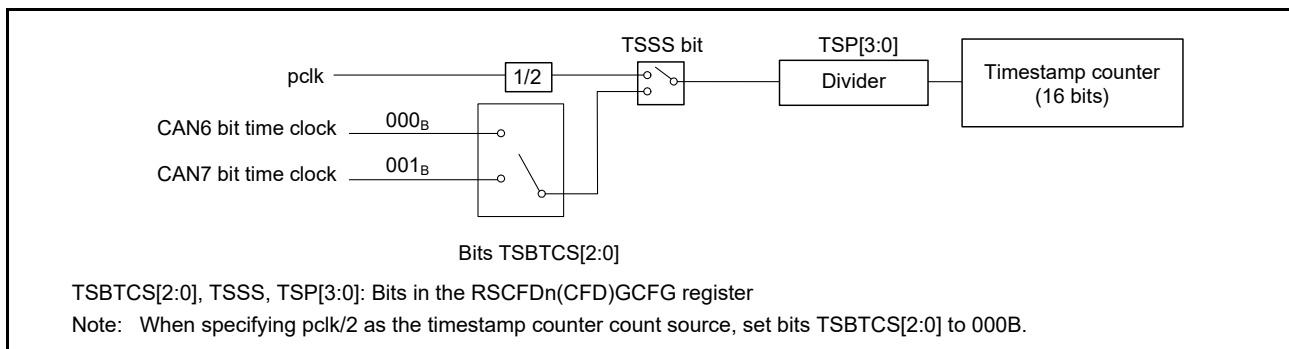 TSSS bit
TSP[3:0]
pclk
1/2
Divider
Timestamp counter
(16 bits)
CAN6 bit time clock
000B
CAN7 bit time clock
001B
Bits TSBTCS[2:0]
TSBTCS[2:0], TSSS, TSP[3:0]: Bits in the RSCFDn(CFD)GCFG register
Note: When specifying pclk/2 as the timestamp counter count source, set bits TSBTCS[2:0] to 000B.